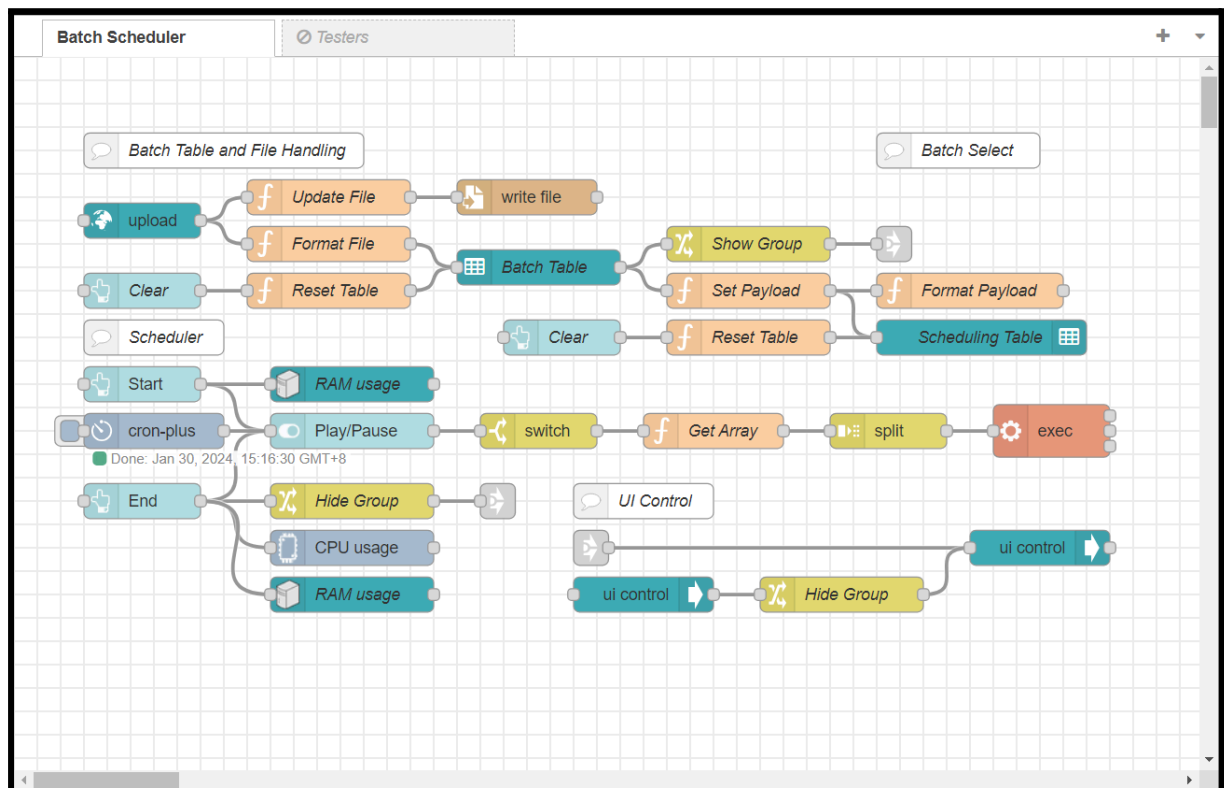 Batch Scheduler
Testers
Batch Table and File Handling
Batch Select
Update File
write file
upload
Format File
Show Group
Batch Table
Clear
Reset Table
Set Payload
Format Payload
Scheduler
Clear
Reset Table
Scheduling Table
Start
RAM usage
cron-plus
Play/Pause
switch
Get Array
split
exec
Done: Jan 30, 2024, 15:16:30 GMT+8
End
Hide Group
UI Control
CPU usage
ui control
RAM usage
ui control
Hide Group